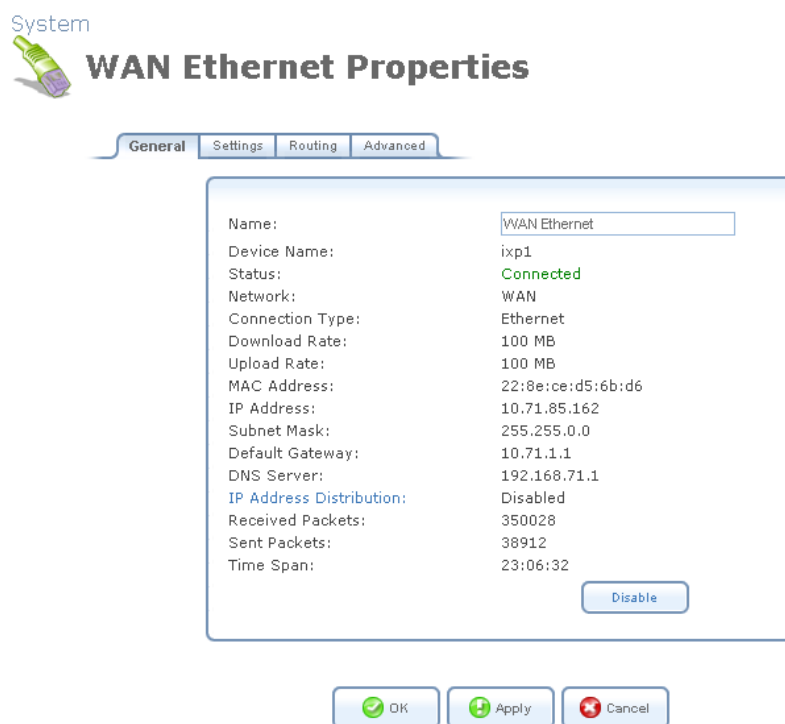 System
WAN Ethernet Properties
General Settings Routing Advanced
Name: WAN Ethernet
Device Name: ixp1
Status: Connected
Network: WAN
Connection Type: Ethernet
Download Rate: 100 MB
Upload Rate: 100 MB
MAC Address: 22:8e:ce:d5:6b:d6
IP Address: 10.71.85.162
Subnet Mask: 255.255.0.0
Default Gateway: 10.71.1.1
DNS Server: 192.168.71.1
IP Address Distribution: Disabled
Received Packets: 350028
Sent Packets: 38912
Time Span: 23:06:32
Disable
OK Apply Cancel